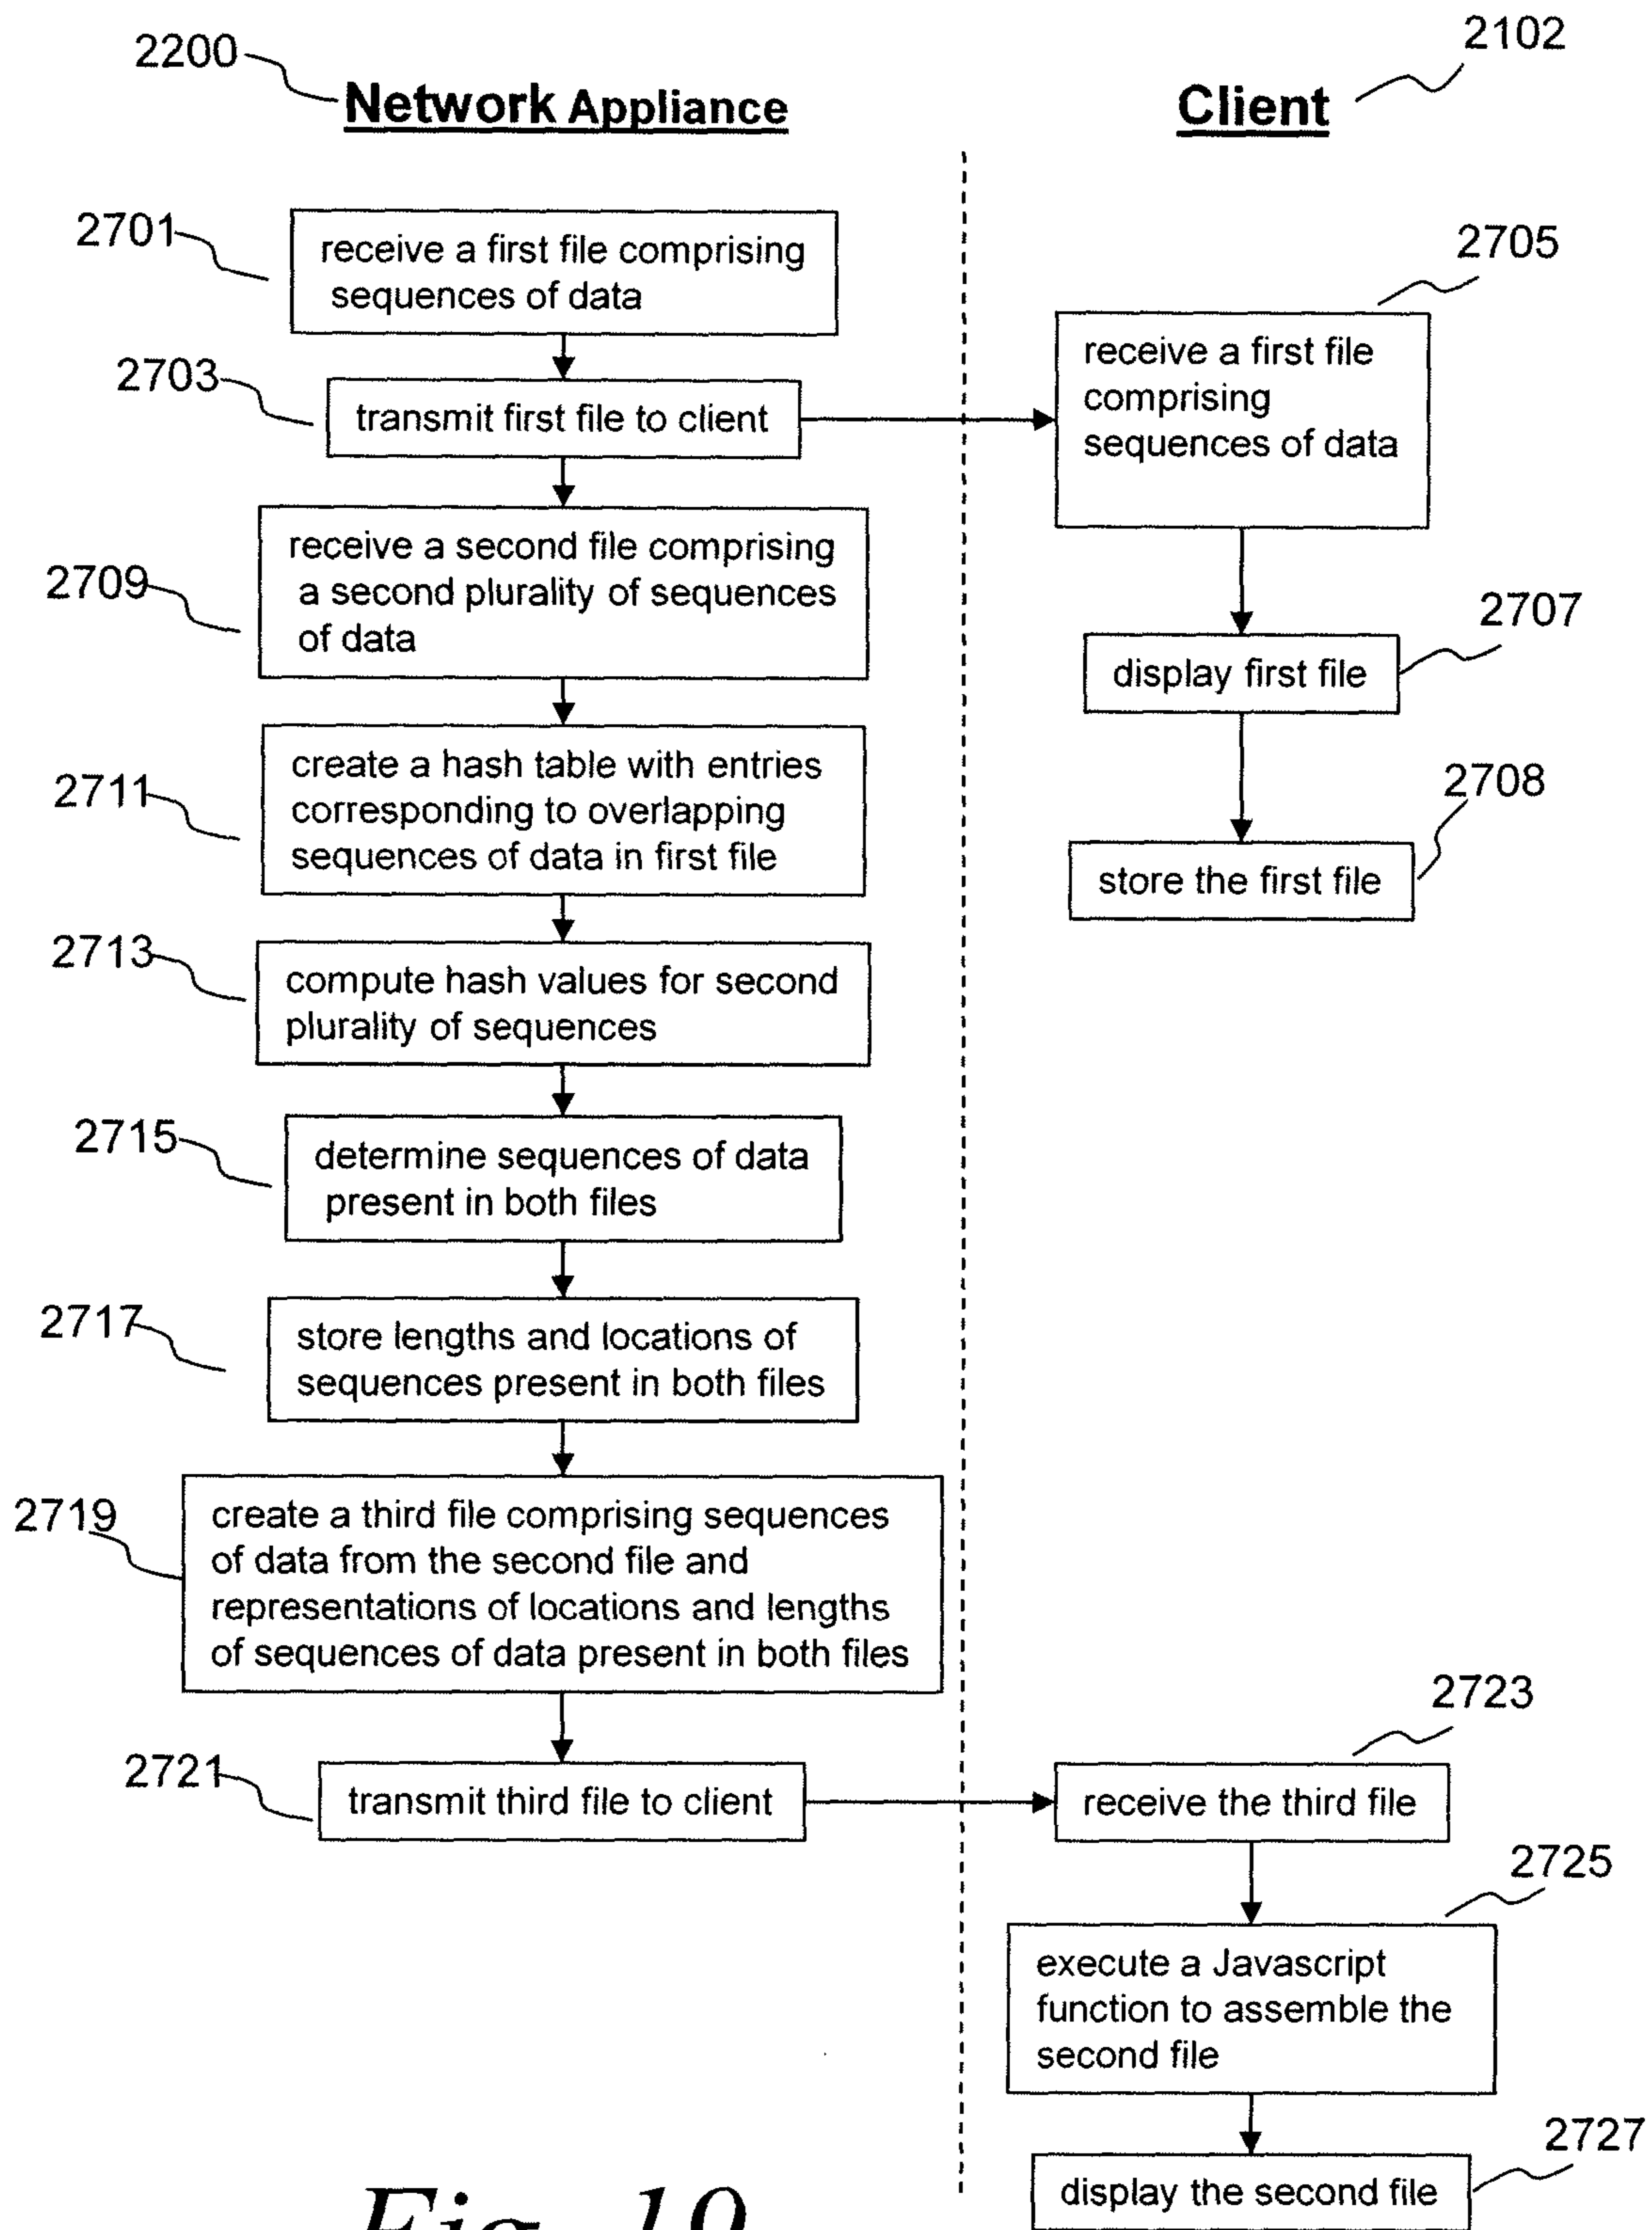 2200
Network Appliance
2102
Client
2701
receive a first file comprising
sequences of data
2703
transmit first file to client
2705
receive a first file
comprising
sequences of data
2709
receive a second file comprising
a second plurality of sequences
of data
2707
display first file
2711
create a hash table with entries
corresponding to overlapping
sequences of data in first file
2708
store the first file
2713
compute hash values for second
plurality of sequences
2715
determine sequences of data
present in both files
2717
store lengths and locations of
sequences present in both files
2719
create a third file comprising sequences
of data from the second file and
representations of locations and lengths
of sequences of data present in both files
2721
transmit third file to client
2723
receive the third file
2725
execute a Javascript
function to assemble the
second file
2727
display the second file
Fig. 19